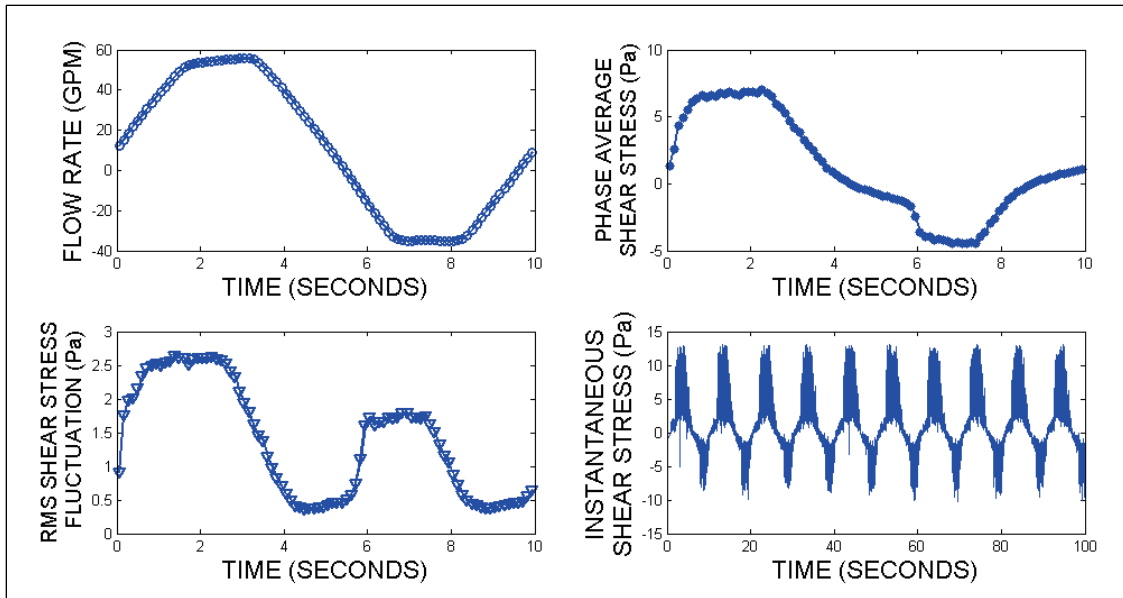 FLOW RATE (GPM)
60
40
20
0
-20
-40
0 2 4 6 8 10
TIME (SECONDS)
PHASE AVERAGE
SHEAR STRESS (Pa)
10
5
0
-5
0 2 4 6 8 10
TIME (SECONDS)
RMS SHEAR STRESS
FLUCTUATION (Pa)
3
2.5
2
1.5
1
0.5
0
0 2 4 6 8 10
TIME (SECONDS)
INSTANTANEOUS
SHEAR STRESS (Pa)
15
10
5
0
-5
-10
-15
0 20 40 60 80 100
TIME (SECONDS)